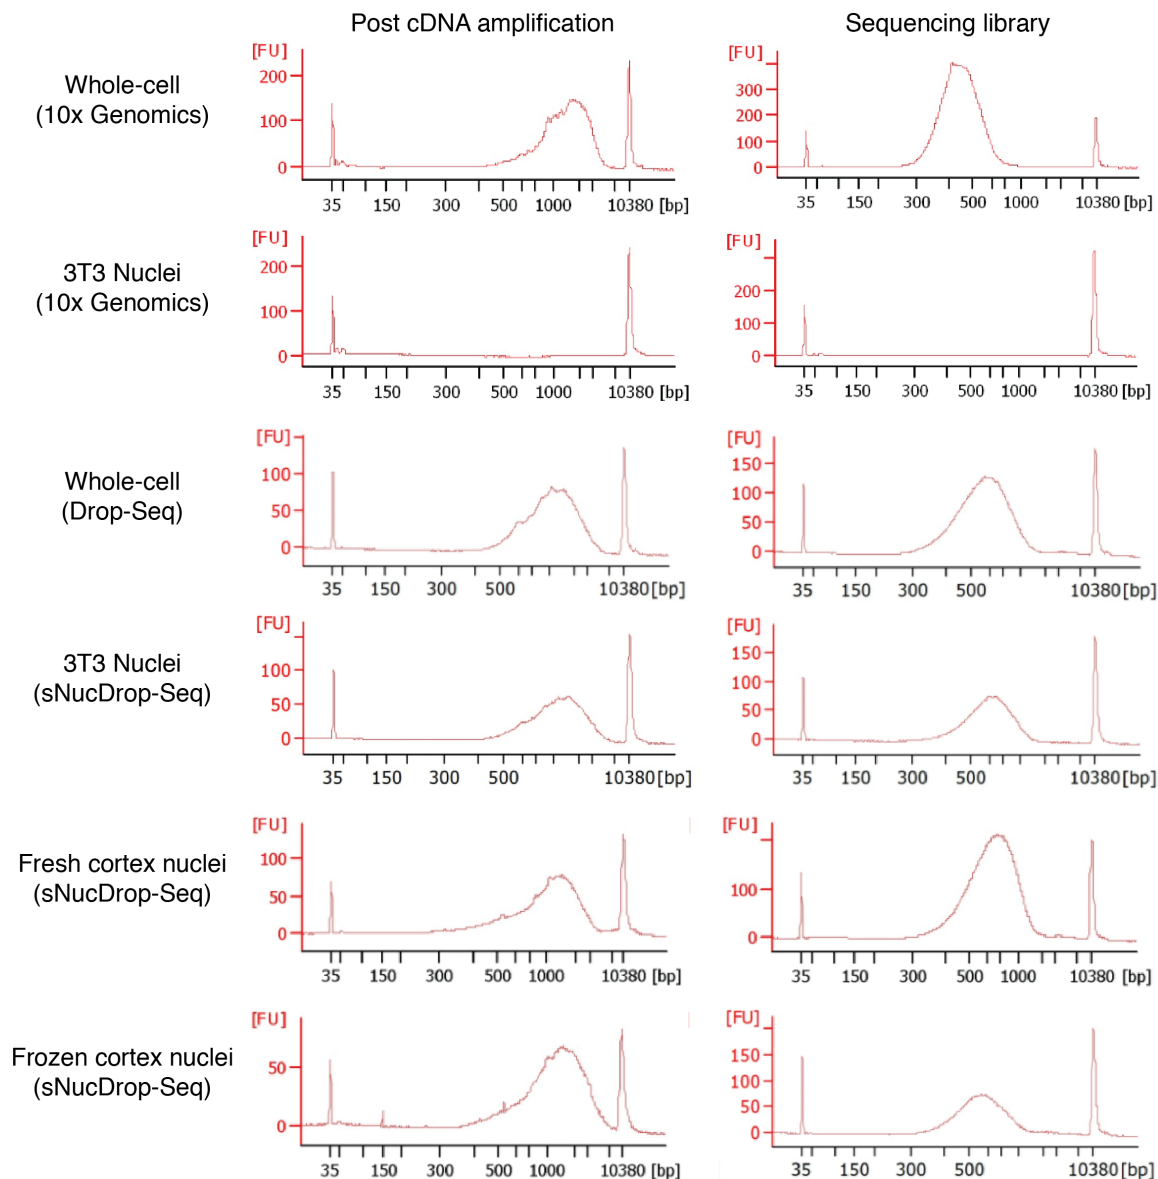 Post cDNA amplification
Sequencing library
Whole-cell
(10x Genomics)
[FU]
200
100
0
35 150 300 500 1000 10380 [bp]
[FU]
300
200
100
0
35 150 300 500 1000 10380 [bp]
3T3 Nuclei
(10x Genomics)
[FU]
200
100
0
35 150 300 500 1000 10380 [bp]
[FU]
200
100
0
35 150 300 500 1000 10380 [bp]
Whole-cell
(Drop-Seq)
[FU]
100
50
0
35 150 300 500 10380[bp]
[FU]
150
100
50
0
35 150 300 500 10380[bp]
3T3 Nuclei
(sNucDrop-Seq)
[FU]
100
50
0
35 150 300 500 10380[bp]
[FU]
150
100
50
0
35 150 300 500 10380[bp]
Fresh cortex nuclei
(sNucDrop-Seq)
[FU]
100
50
0
35 150 300 500 1000 10380 [bp]
[FU]
100
0
35 150 300 500 1000 10380 [bp]
Frozen cortex nuclei
(sNucDrop-Seq)
[FU]
50
0
35 150 300 500 1000 10380 [bp]
[FU]
150
100
50
0
35 150 300 500 10380[bp]